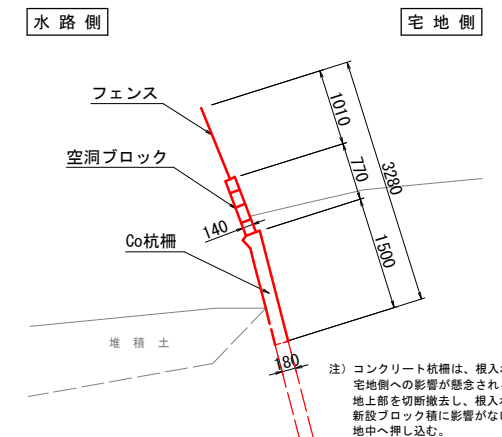 水路側
宅地側
フェンス
空洞ブロック
Co杭柵
1010
770
3280
1500
140
180
堆積土
注）コンクリート杭柵は、根入
宅地側への影響が懸念され
地上部を切断撤去し、根入
新設ブロック積に影響がな
地中へ押し込む。